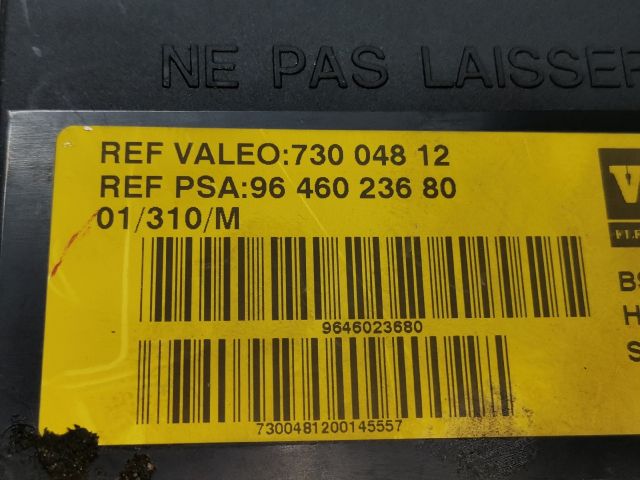 NE PAS LAISSER
REF VALEO:730 048 12
REF PSA:96 460 236 80
01/310/M
9646023680
7300481200145557